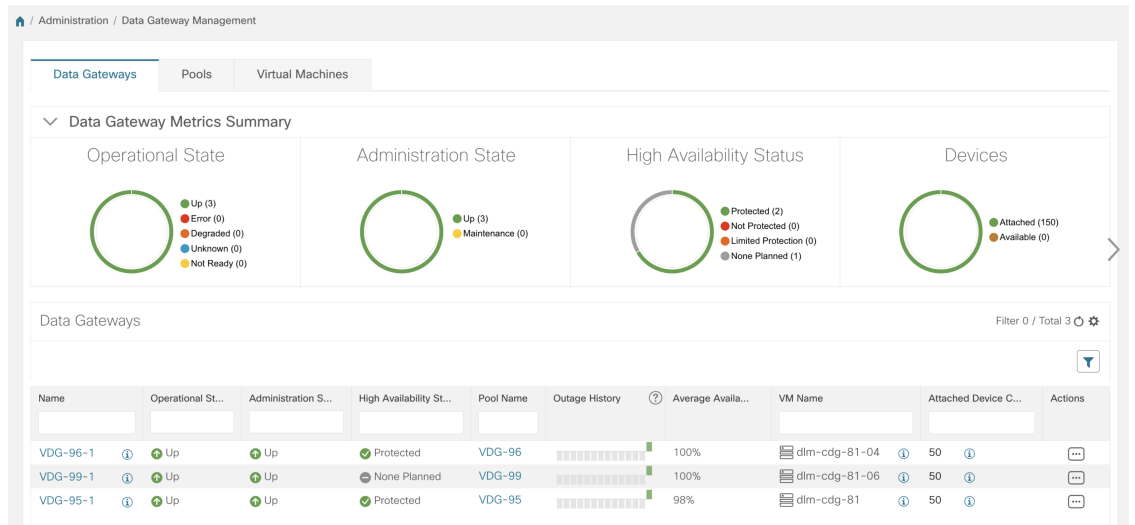 / Administration / Data Gateway Management
Data Gateways Pools Virtual Machines
Data Gateway Metrics Summary
Operational State
Up (3)
Error (0)
Degraded (0)
Unknown (0)
Not Ready (0)
Administration State
Up (3)
Maintenance (0)
High Availability Status
Protected (2)
Not Protected (0)
Limited Protection (0)
None Planned (1)
Devices
Attached (150)
Available (0)
Data Gateways Filter 0 / Total 3
Name Operational St... Administration S... High Availability St... Pool Name Outage History ? Average Availa... VM Name Attached Device C... Actions
VDG-96-1 i Up Up Protected VDG-96 100% dlm-cdg-81-04 i 50 i ...
VDG-99-1 i Up Up None Planned VDG-99 100% dlm-cdg-81-06 i 50 i ...
VDG-95-1 i Up Up Protected VDG-95 98% dlm-cdg-81 i 50 i ...